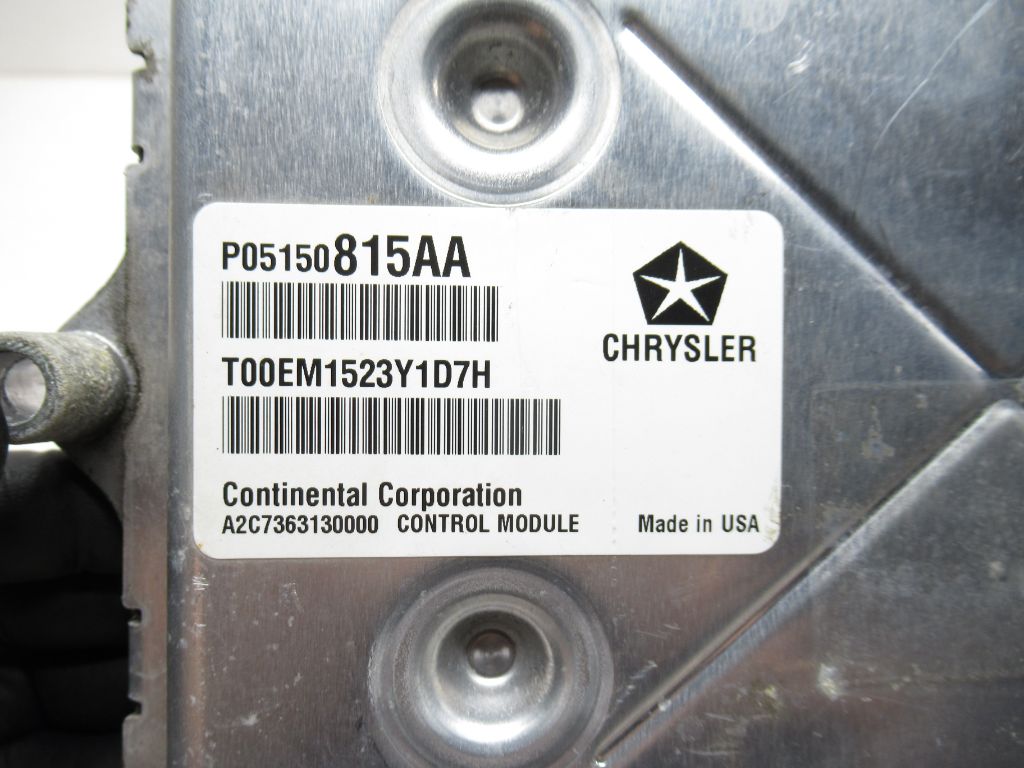 P05150815AA
CHRYSLER
T00EM1523Y1D7H
Continental Corporation
A2C7363130000 CONTROL MODULE Made in USA